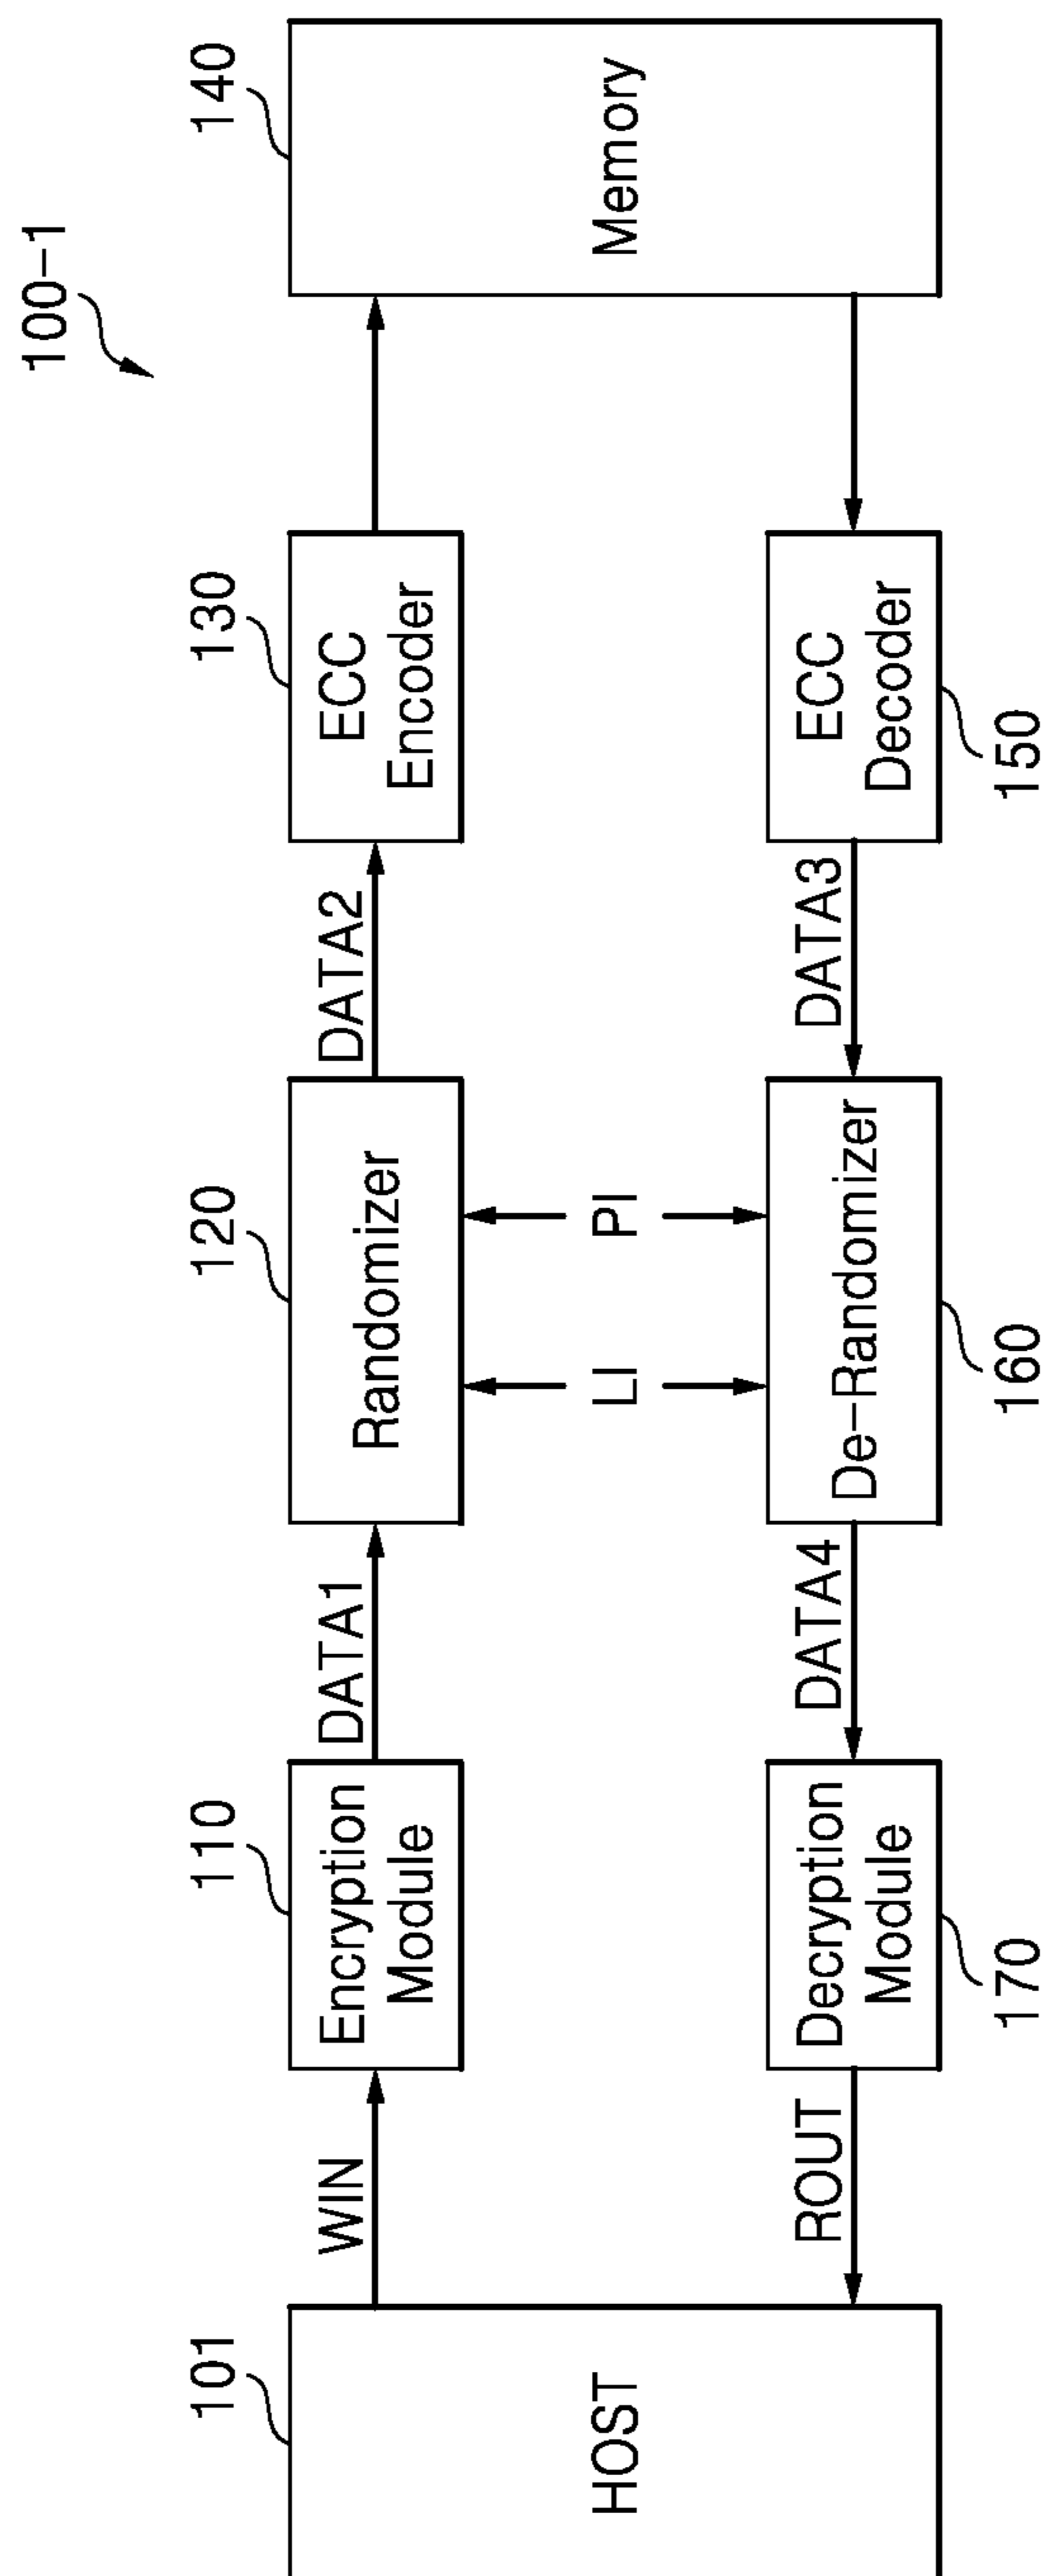 100-1
101
HOST
WIN
110
Encryption
Module
DATA1
120
Randomizer
DATA2
130
ECC
Encoder
140
Memory
LI
PI
ROUT
Decryption
Module
170
DATA4
De-Randomizer
160
DATA3
ECC
Decoder
150